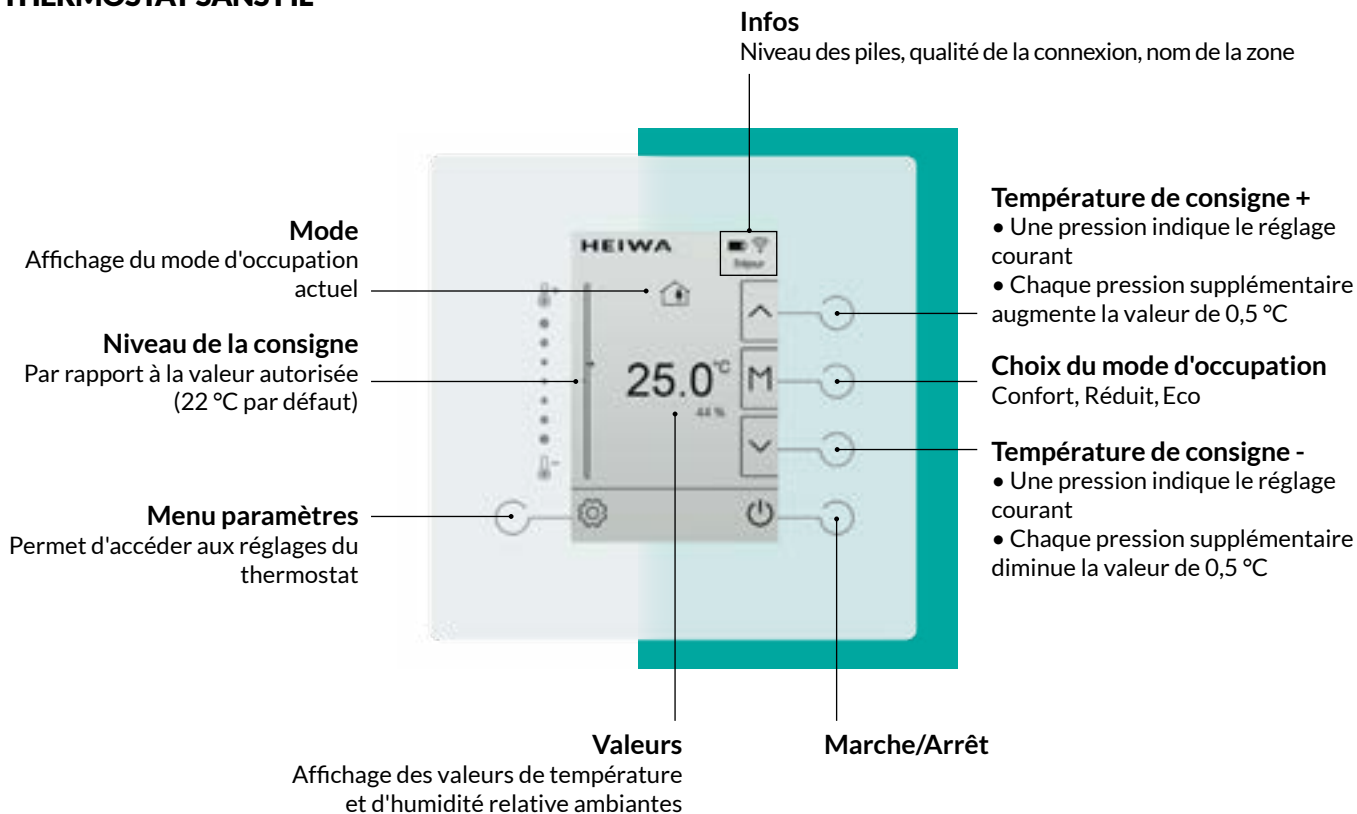 THERMOSTAT SANS FIL
Infos
Niveau des piles, qualité de la connexion, nom de la zone
Mode
Affichage du mode d'occupation
actuel
Niveau de la consigne
Par rapport à la valeur autorisée
(22 °C par défaut)
Menu paramètres
Permet d'accéder aux réglages du
thermostat
HEIWA
Séjour
25.0 °C
M
44 %
Température de consigne +
• Une pression indique le réglage
courant
• Chaque pression supplémentaire
augmente la valeur de 0,5 °C
Choix du mode d'occupation
Confort, Réduit, Eco
Température de consigne -
• Une pression indique le réglage
courant
• Chaque pression supplémentaire
diminue la valeur de 0,5 °C
Valeurs
Affichage des valeurs de température
et d'humidité relative ambiantes
Marche/Arrêt